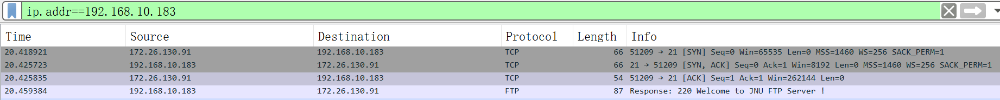 ip.addr==192.168.10.183
Time Source Destination Protocol Length Info
20.418921 172.26.130.91 192.168.10.183 TCP 66 51209 → 21 [SYN] Seq=0 Win=65535 Len=0 MSS=1460 WS=256 SACK_PERM=1
20.425723 192.168.10.183 172.26.130.91 TCP 66 21 → 51209 [SYN, ACK] Seq=0 Ack=1 Win=8192 Len=0 MSS=1460 WS=256 SACK_PERM=1
20.425835 172.26.130.91 192.168.10.183 TCP 54 51209 → 21 [ACK] Seq=1 Ack=1 Win=262144 Len=0
20.459384 192.168.10.183 172.26.130.91 FTP 87 Response: 220 Welcome to JNU FTP Server !